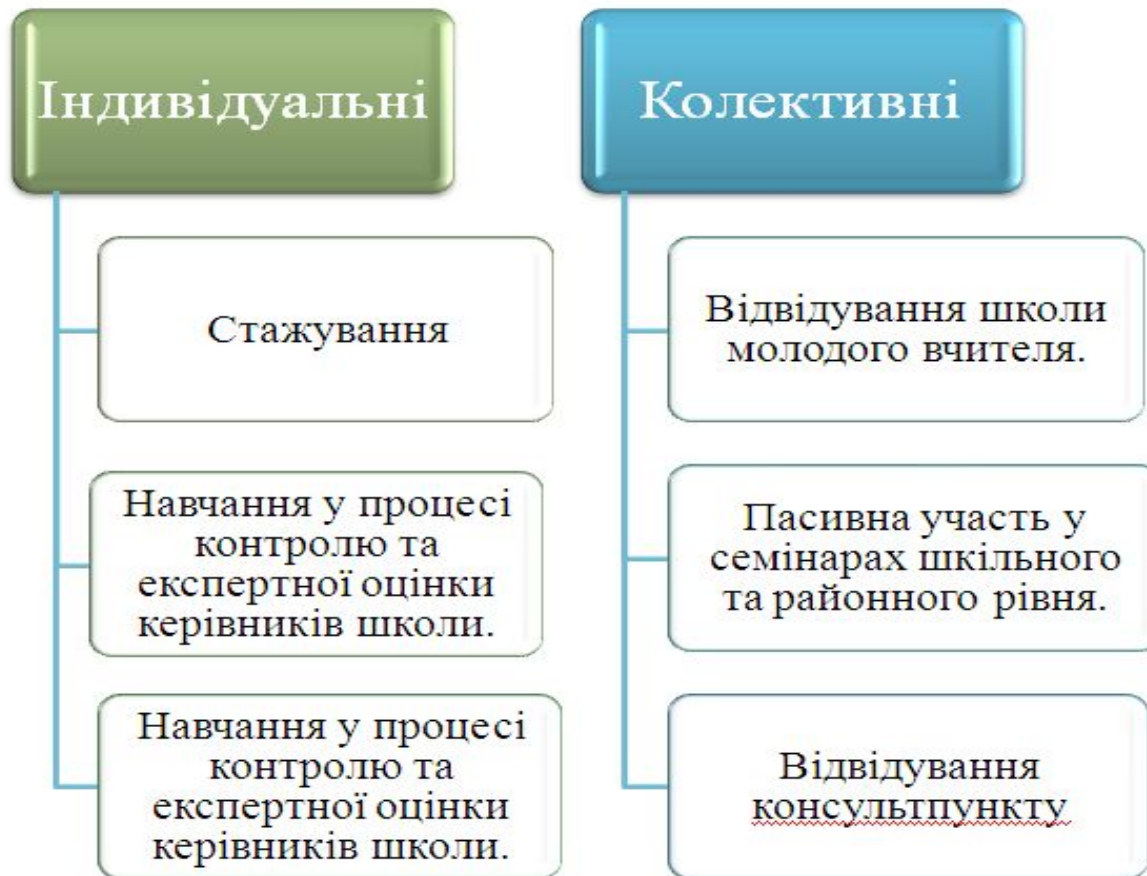 Індивідуальні
Стажування
Навчання у процесі
контролю та
експертної оцінки
керівників школи.
Навчання у процесі
контролю та
експертної оцінки
керівників школи.
Колективні
Відвідування школи
молодого вчителя.
Пасивна участь у
семінарах шкільного
та районного рівня.
Відвідування
консультпункту